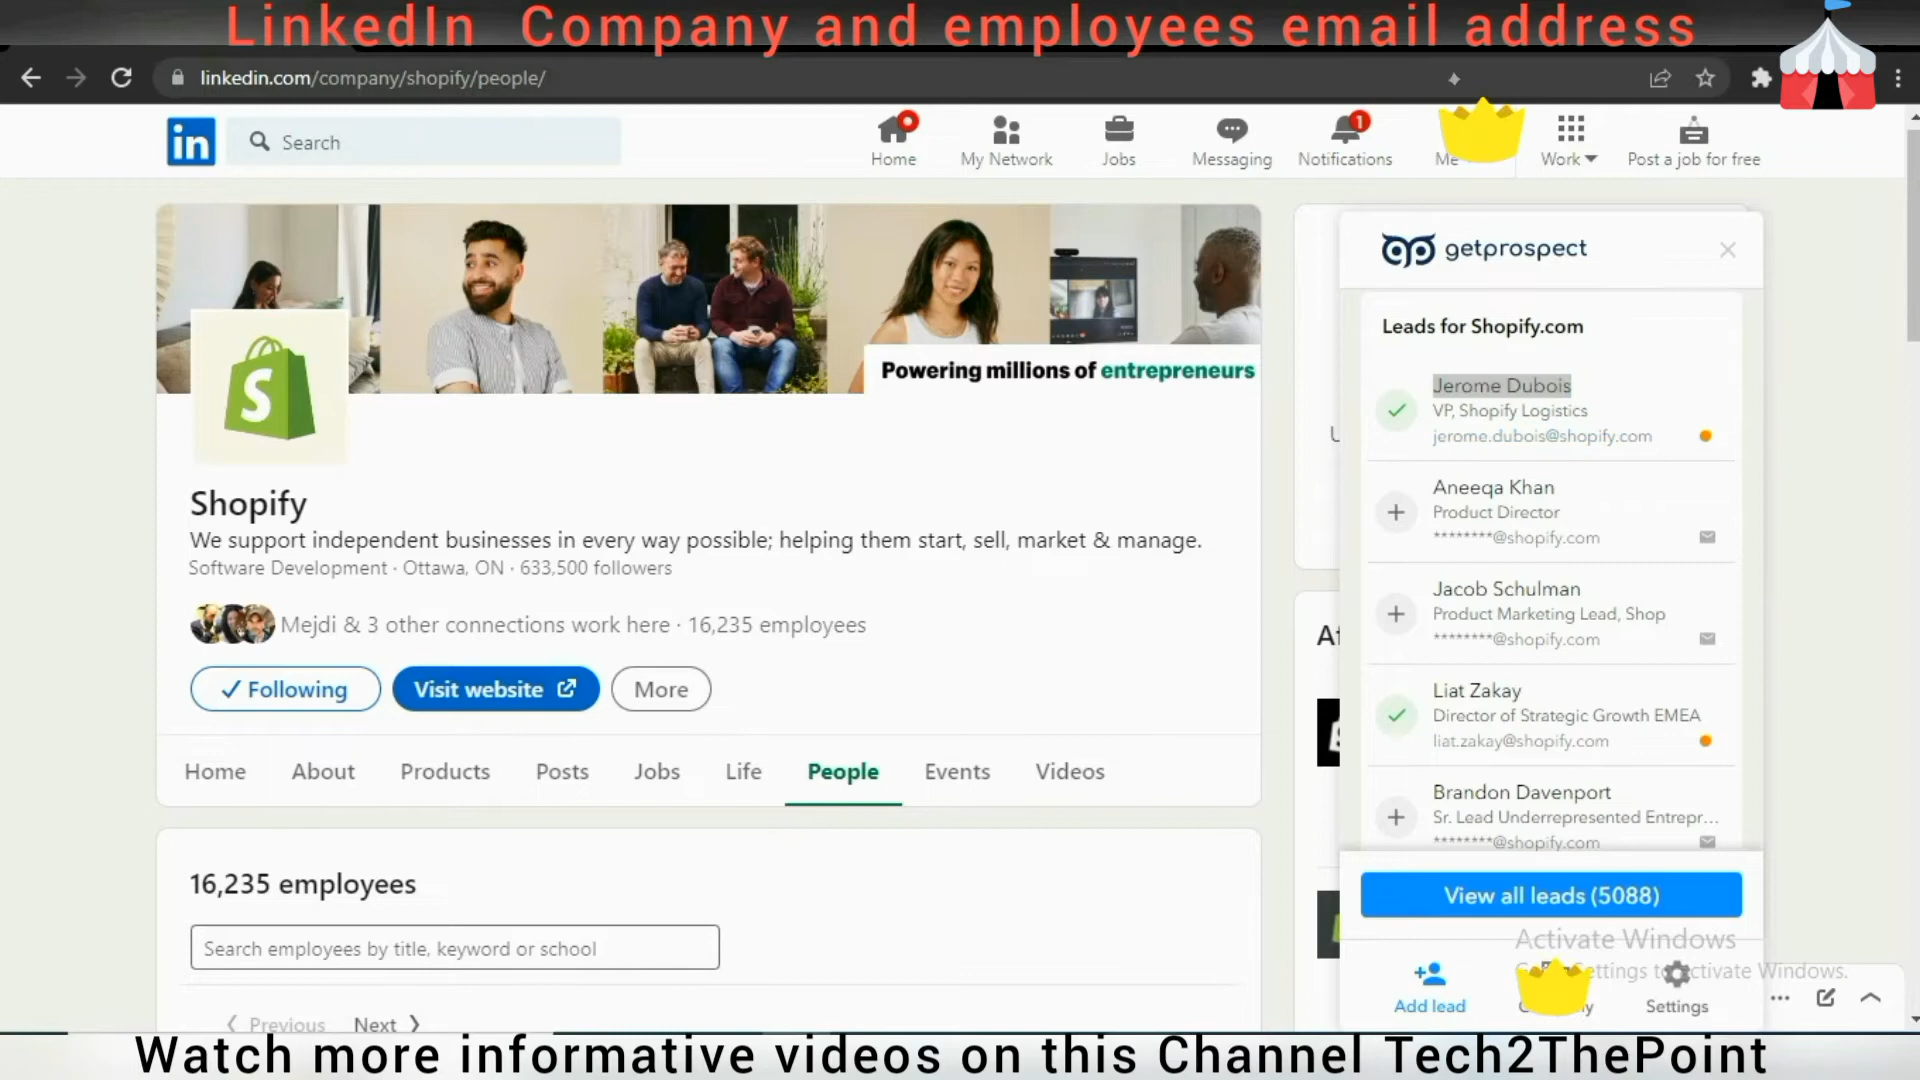 LinkedIn Company and employees email address
linkedin.com/company/shopify/people/
in
Search
Home
My Network
Jobs
Messaging
1
Notifications
Me
Work
Post a job for free
Powering millions of entrepreneurs
S
Shopify
We support independent businesses in every way possible; helping them start, sell, market & manage.
Software Development · Ottawa, ON · 633,500 followers
Mejdi & 3 other connections work here · 16,235 employees
Following
Visit website
More
Home
About
Products
Posts
Jobs
Life
People
Events
Videos
16,235 employees
Search employees by title, keyword or school
Previous
Next
getprospect
Leads for Shopify.com
Jerome Dubois
VP, Shopify Logistics
jerome.dubois@shopify.com
Aneeqa Khan
Product Director
********@shopify.com
Jacob Schulman
Product Marketing Lead, Shop
********@shopify.com
Liat Zakay
Director of Strategic Growth EMEA
liat.zakay@shopify.com
Brandon Davenport
Sr. Lead Underrepresented Entrepr...
********@shopify.com
View all leads (5088)
Activate Windows
Add lead
Settings
Watch more informative videos on this Channel Tech2ThePoint